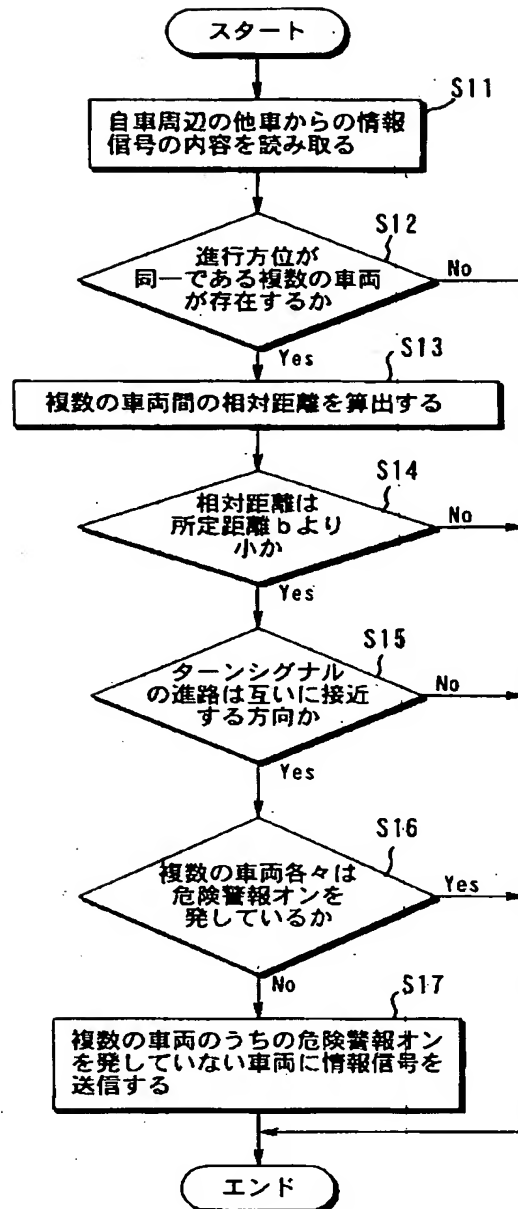 スタート
S11
自車周辺の他車からの情報
信号の内容を読み取る
S12
進行方位が
同一である複数の車両
が存在するか
No
Yes
S13
複数の車両間の相対距離を算出する
S14
相対距離は
所定距離bより
小か
No
Yes
S15
ターンシグナル
の進路は互いに接近
する方向か
No
Yes
S16
複数の車両各々は
危険警報オンを
発しているか
Yes
No
S17
複数の車両のうちの危険警報オン
を発していない車両に情報信号を
送信する
エンド